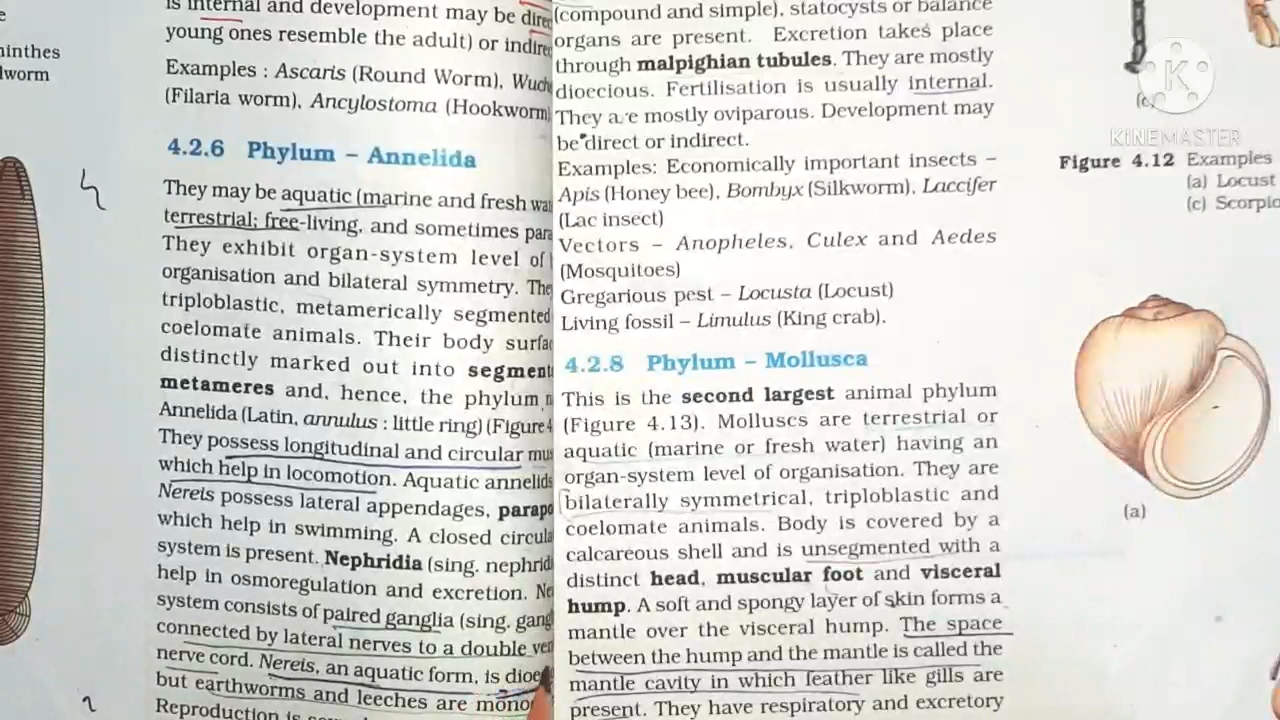 ninthes
lworm
is internal and development may be
young ones resemble the adult) or
Examples : Ascaris (Round Worm),
(Filaria worm), Ancylostoma (Hookworm
4.2.6 Phylum – Annelida
They may be aquatic (marine and fresh
terrestrial; free-living, and sometimes
They exhibit organ-system level of
organisation and bilateral symmetry.
triploblastic, metamerically segmented
coelomate animals. Their body
distinctly marked out into
metameres and, hence, the phylum
Annelida (Latin, annulus : little ring) (Figure
They possess longitudinal and circular
which help in locomotion. Aquatic annelids
Nereis possess lateral appendages,
which help in swimming. A closed
system is present. Nephridia (sing.
help in osmoregulation and excretion.
system consists of paired ganglia (sing.
connected by lateral nerves to a double
nerve cord. Nereis, an aquatic form, is
but earthworms and leeches are
Reproduction is
(compound and simple), statocysts or balance
organs are present. Excretion takes place
through malpighian tubules. They are mostly
dioecious. Fertilisation is usually internal.
They are mostly oviparous. Development may
be direct or indirect.
Examples: Economically important insects –
Apis (Honey bee), Bombyx (Silkworm), Laccifer
(Lac insect)
Vectors – Anopheles, Culex and Aedes
(Mosquitoes)
Gregarious pest – Locusta (Locust)
Living fossil – Limulus (King crab).
4.2.8 Phylum – Mollusca
This is the second largest animal phylum
(Figure 4.13). Molluscs are terrestrial or
aquatic (marine or fresh water) having an
organ-system level of organisation. They are
bilaterally symmetrical, triploblastic and
coelomate animals. Body is covered by a
calcareous shell and is unsegmented with a
distinct head, muscular foot and visceral
hump. A soft and spongy layer of skin forms a
mantle over the visceral hump. The space
between the hump and the mantle is called the
mantle cavity in which feather like gills are
present. They have respiratory and excretory
(c)
K
KINEMASTER
Figure 4.12 Examples
(a) Locust
(c)
(a)